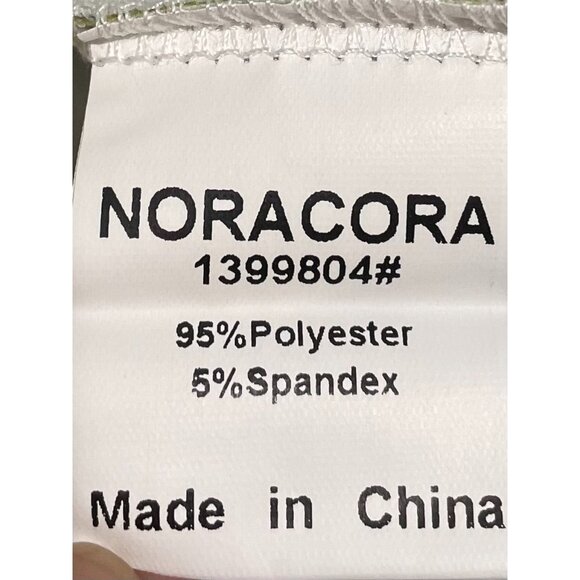 NORACORA
1399804#
95%Polyester
5%Spandex
Made in China